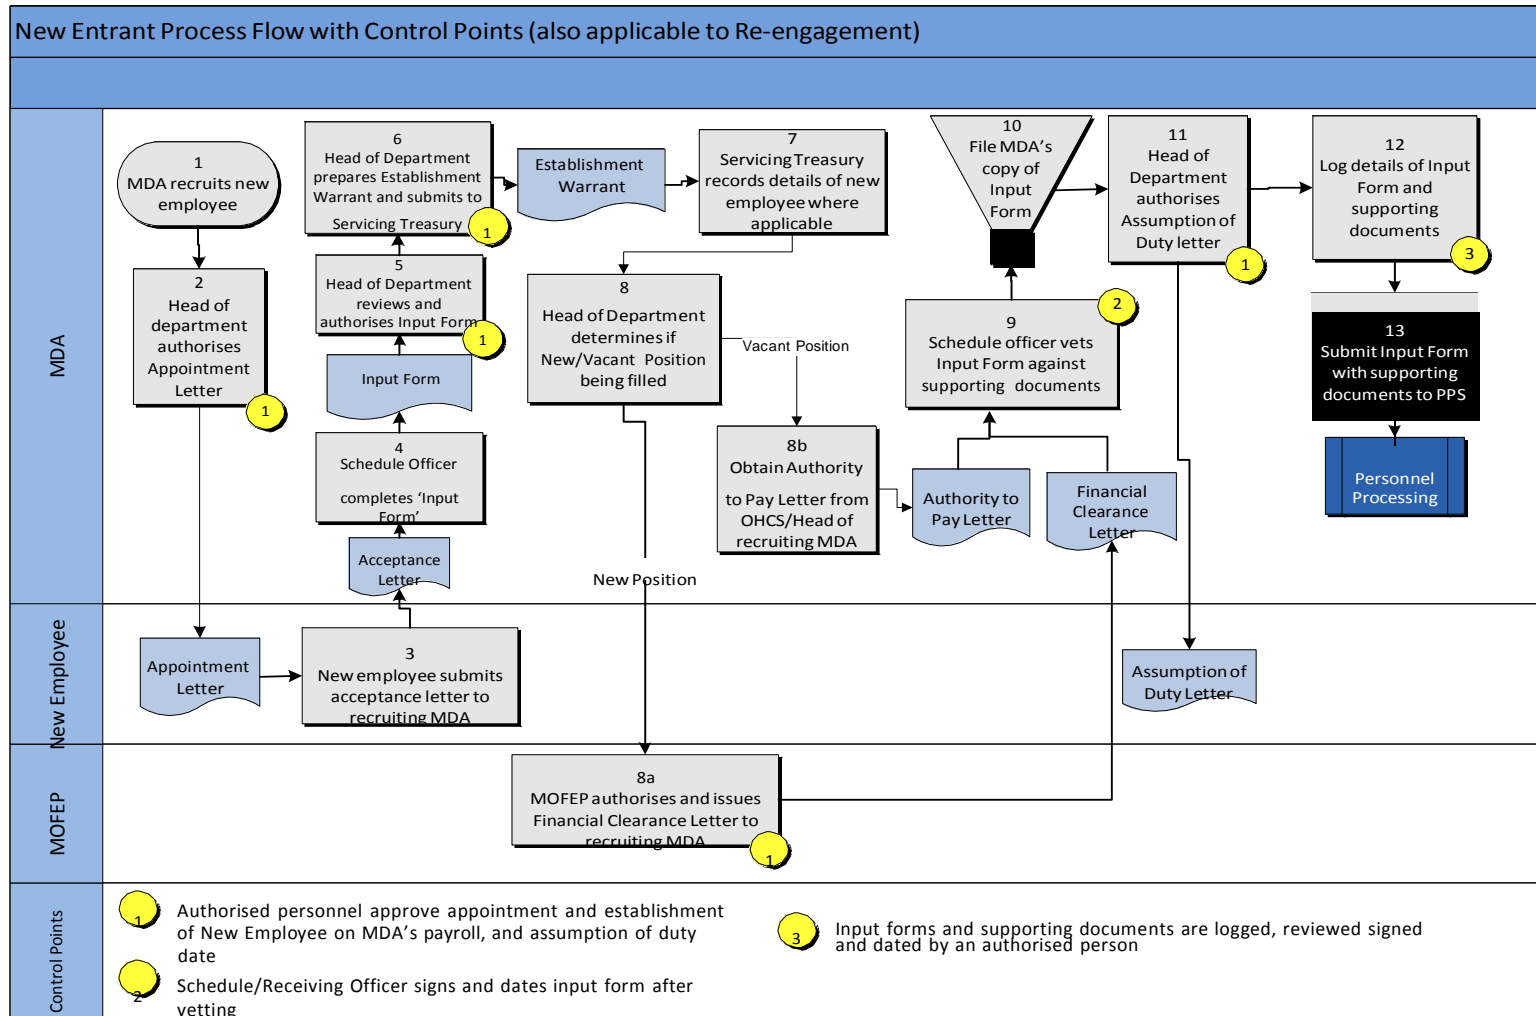 New Entrant Process Flow with Control Points (also applicable to Re-engagement)
MDA
1
MDA recruits new
employee
2
Head of
department
authorises
Appointment
Letter
1
6
Head of Department
prepares Establishment
Warrant and submits to
Servicing Treasury
1
5
Head of Department
reviews and
authorises Input Form
1
Input Form
4
Schedule Officer
completes ‘Input
Form’
Acceptance
Letter
Establishment
Warrant
7
Servicing Treasury
records details of new
employee where
applicable
8
Head of Department
determines if
New/Vacant Position
being filled
Vacant Position
8b
Obtain Authority
to Pay Letter from
OHCS/Head of
recruiting MDA
New Position
Authority to
Pay Letter
Financial
Clearance
Letter
9
Schedule officer vets
Input Form against
supporting documents
2
10
File MDA’s
copy of
Input
Form
11
Head of
Department
authorises
Assumption of
Duty letter
1
12
Log details of Input
Form and
supporting
documents
3
13
Submit Input Form
with supporting
documents to PPS
Personnel
Processing
New Employee
Appointment
Letter
3
New employee submits
acceptance letter to
recruiting MDA
Assumption of
Duty Letter
MOFEP
8a
MOFEP authorises and issues
Financial Clearance Letter to
recruiting MDA
1
Control Points
1
Authorised personnel approve appointment and establishment
of New Employee on MDA’s payroll, and assumption of duty
date
2
Schedule/Receiving Officer signs and dates input form after
vetting
3
Input forms and supporting documents are logged, reviewed signed
and dated by an authorised person